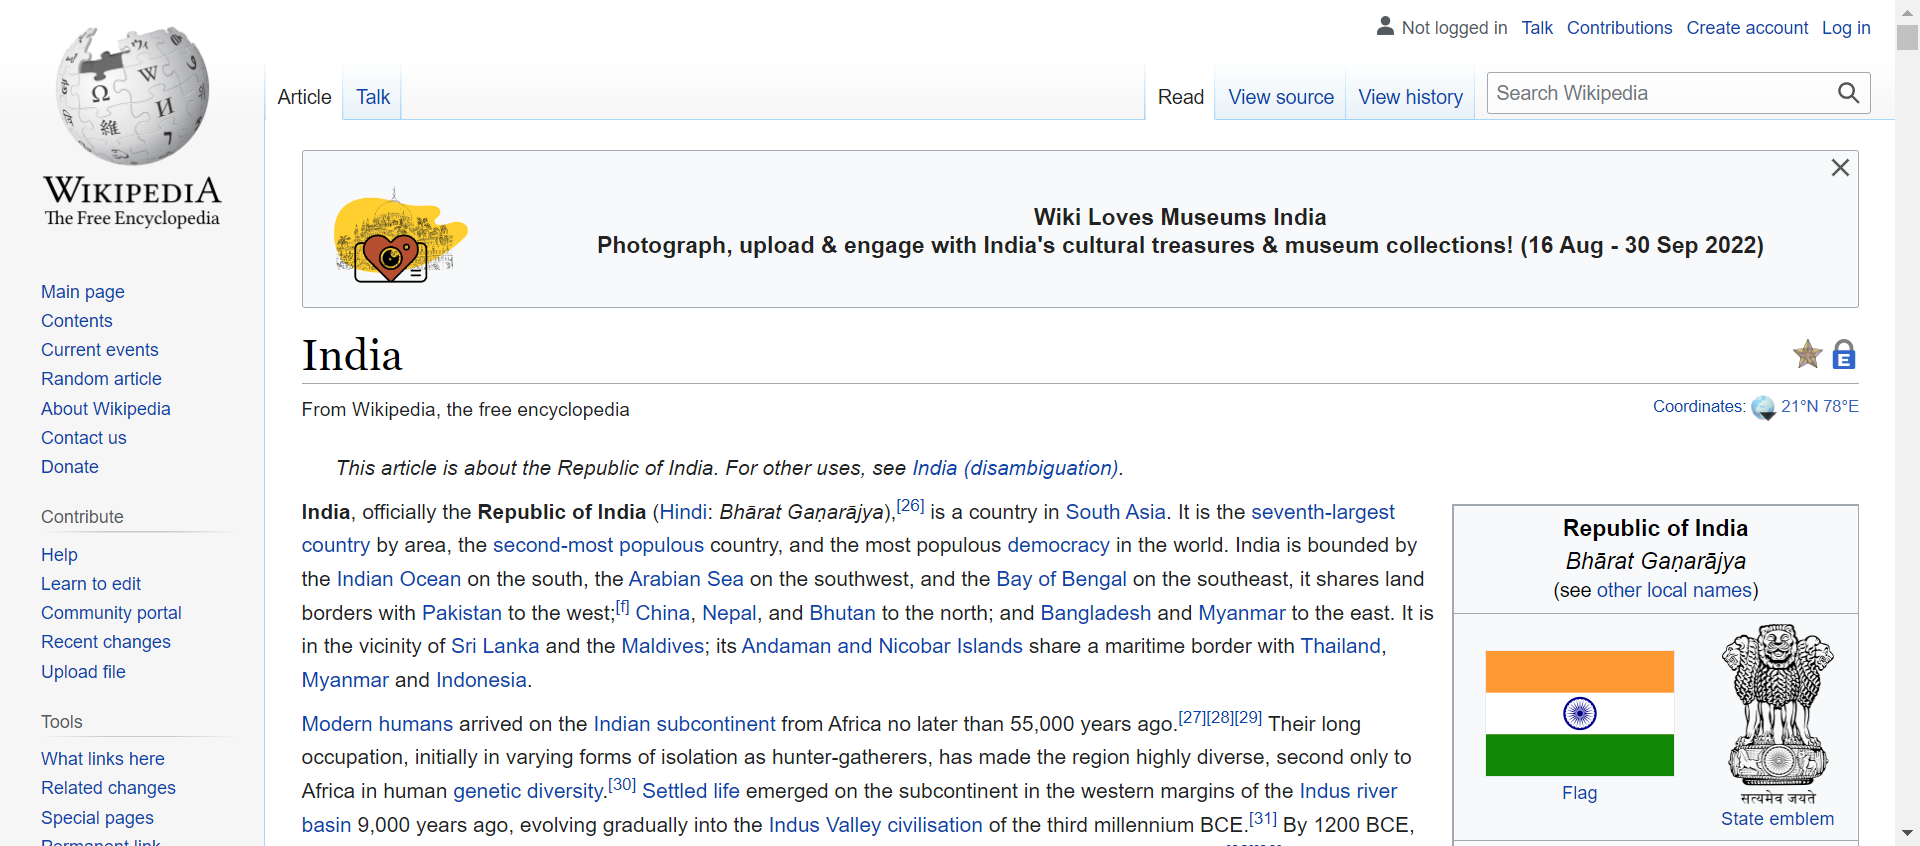 Not logged in Talk Contributions Create account Log in
Article Talk Read View source View history Search Wikipedia
WIKIPEDIA
The Free Encyclopedia
Main page
Contents
Current events
Random article
About Wikipedia
Contact us
Donate
Contribute
Help
Learn to edit
Community portal
Recent changes
Upload file
Tools
What links here
Related changes
Special pages
Permanent link
Wiki Loves Museums India
Photograph, upload & engage with India's cultural treasures & museum collections! (16 Aug - 30 Sep 2022)
India
E
From Wikipedia, the free encyclopedia
Coordinates: 21°N 78°E
This article is about the Republic of India. For other uses, see India (disambiguation).
India, officially the Republic of India (Hindi: Bhārat Gaṇarājya),[26] is a country in South Asia. It is the seventh-largest
country by area, the second-most populous country, and the most populous democracy in the world. India is bounded by
the Indian Ocean on the south, the Arabian Sea on the southwest, and the Bay of Bengal on the southeast, it shares land
borders with Pakistan to the west;[f] China, Nepal, and Bhutan to the north; and Bangladesh and Myanmar to the east. It is
in the vicinity of Sri Lanka and the Maldives; its Andaman and Nicobar Islands share a maritime border with Thailand,
Myanmar and Indonesia.
Modern humans arrived on the Indian subcontinent from Africa no later than 55,000 years ago.[27][28][29] Their long
occupation, initially in varying forms of isolation as hunter-gatherers, has made the region highly diverse, second only to
Africa in human genetic diversity.[30] Settled life emerged on the subcontinent in the western margins of the Indus river
basin 9,000 years ago, evolving gradually into the Indus Valley civilisation of the third millennium BCE.[31] By 1200 BCE,
Republic of India
Bhārat Gaṇarājya
(see other local names)
सत्यमेव जयते
Flag
State emblem